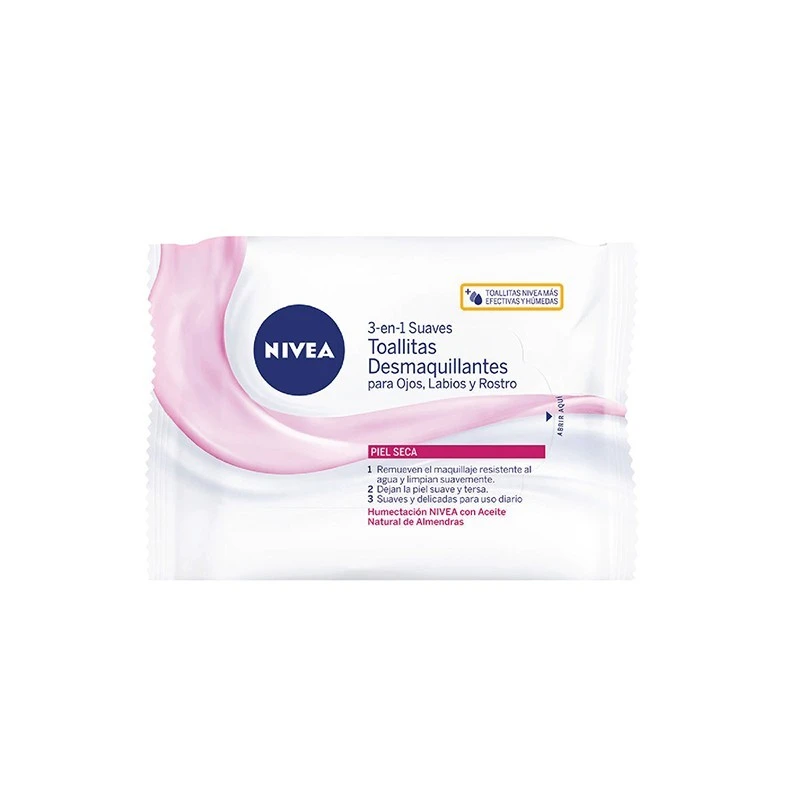 + TOALLITAS NIVEA MÁS
EFECTIVAS Y HÚMEDAS
NIVEA
3-en-1 Suaves
Toallitas
Desmaquillantes
para Ojos, Labios y Rostro
ABRIR AQUÍ
PIEL SECA
1 Remueven el maquillaje resistente al
agua y limpian suavemente.
2 Dejan la piel suave y tersa.
3 Suaves y delicadas para uso diario
Humectación NIVEA con Aceite
Natural de Almendras